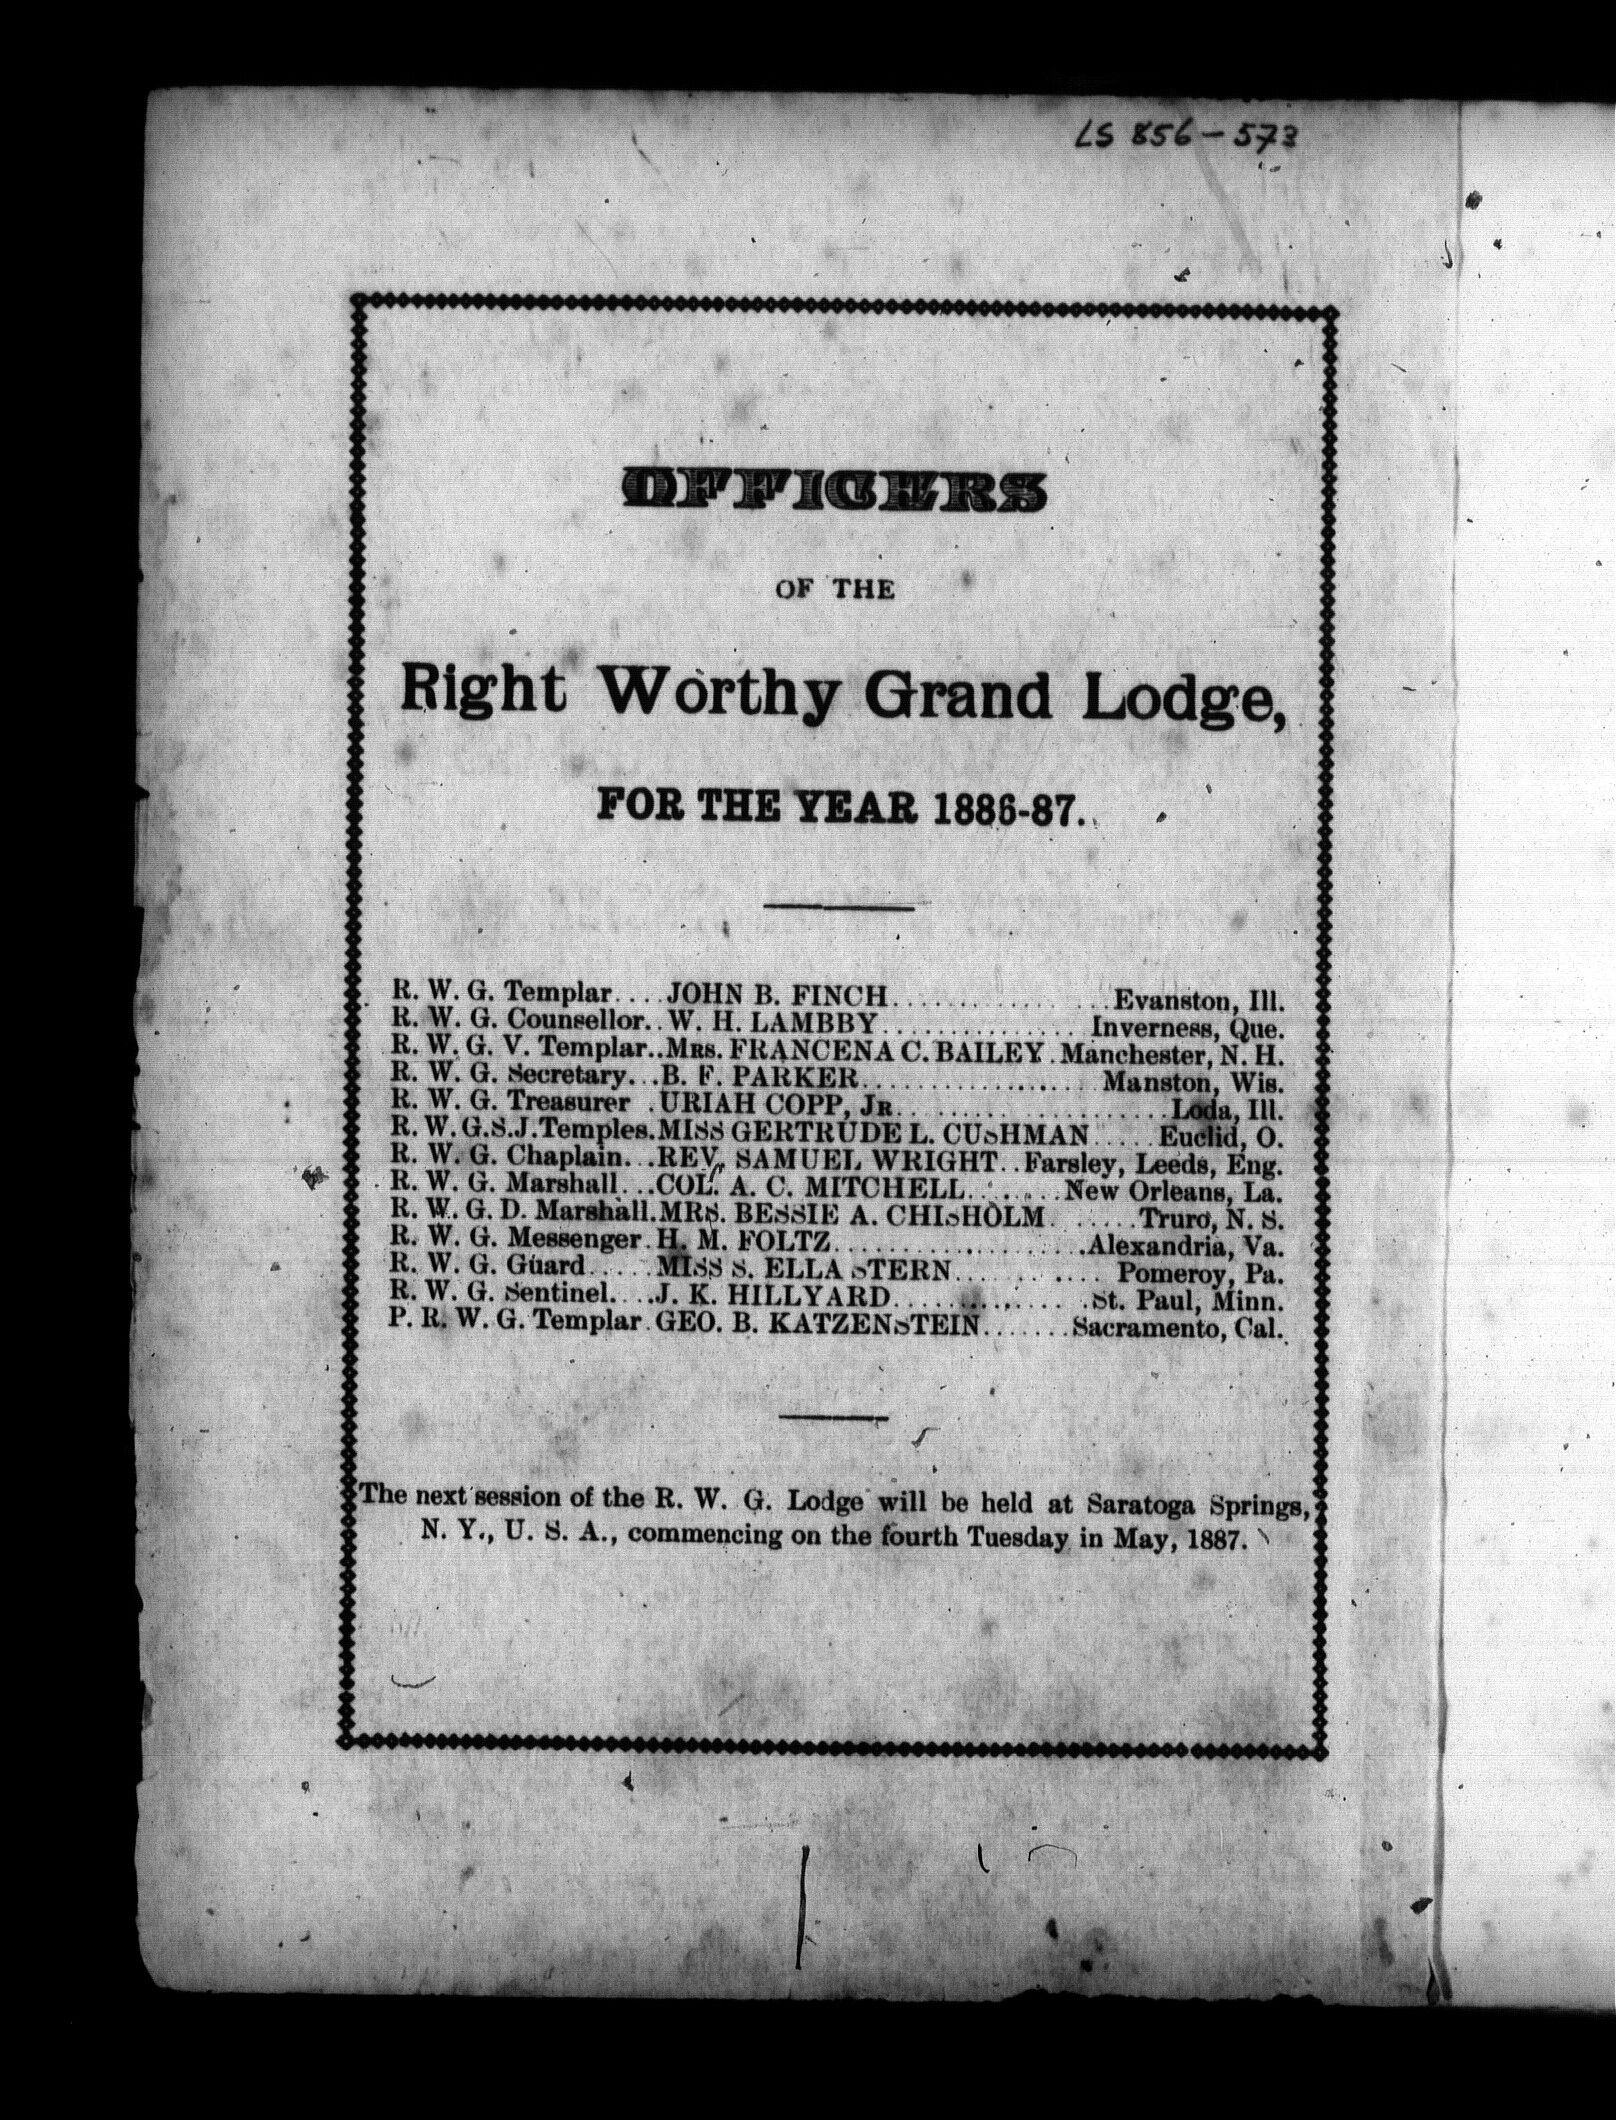 LS 856-573
OFFICERS
OF THE
Right Worthy Grand Lodge,
FOR THE YEAR 1886-87.
R. W. G. Templar....JOHN B. FINCH................Evanston, Ill.
R. W. G. Counsellor..W. H. LAMBBY................Inverness, Que.
R. W. G. V. Templar..MRS. FRANCENA C. BAILEY.Manchester, N. H.
R. W. G. Secretary...B. F. PARKER..................Manston, Wis.
R. W. G. Treasurer .URIAH COPP, JR....................Loda, Ill.
R. W. G. S. J. Temples.MISS GERTRUDE L. CUSHMAN.....Euclid, O.
R. W. G. Chaplain...REV. SAMUEL WRIGHT..Farsley, Leeds, Eng.
R. W. G. Marshall...COL. A. C. MITCHELL........New Orleans, La.
R. W. G. D. Marshall.MRS. BESSIE A. CHISHOLM.......Truro, N. S.
R. W. G. Messenger.H. M. FOLTZ...................Alexandria, Va.
R. W. G. Guard.....MISS S. ELLA STERN........... Pomeroy, Pa.
R. W. G. Sentinel....J. K. HILLYARD...............St. Paul, Minn.
P. R. W. G. Templar.GEO. B. KATZENSTEIN.......Sacramento, Cal.
The next session of the R. W. G. Lodge will be held at Saratoga Springs,
N. Y., U. S. A., commencing on the fourth Tuesday in May, 1887.